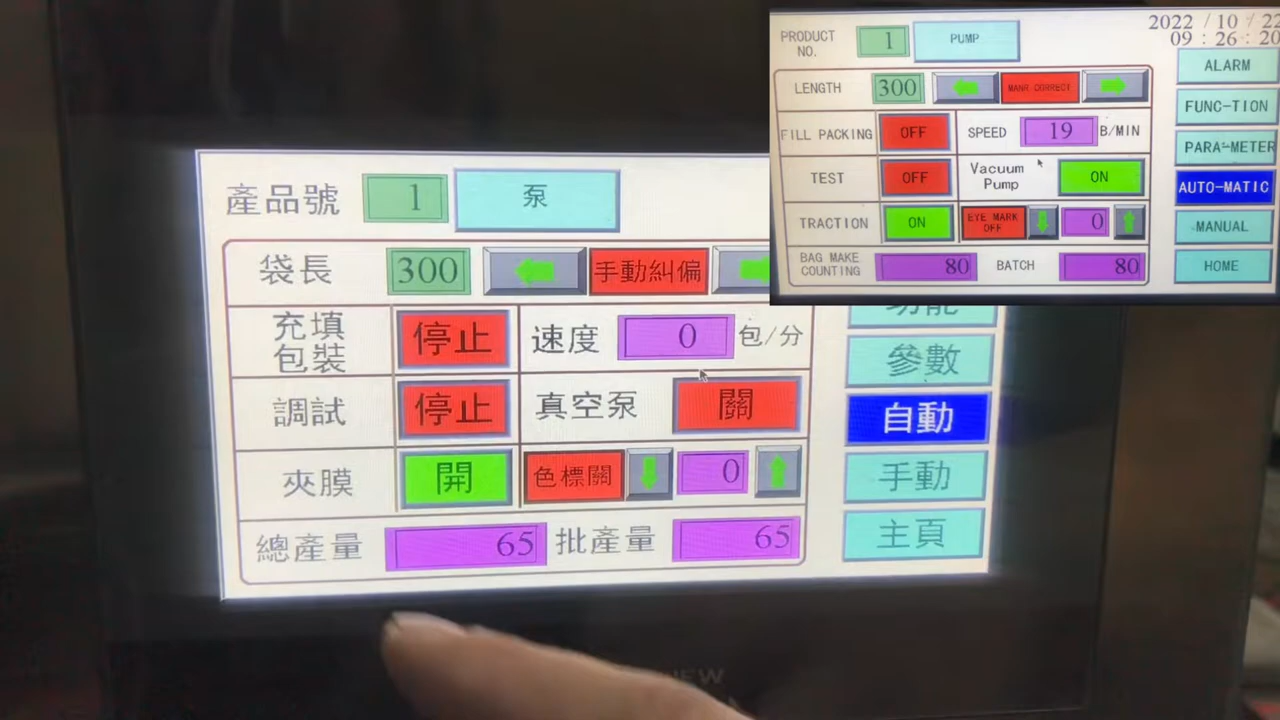 PRODUCT NO. 1 PUMP
2022 / 10 / 22
09 : 26 : 20
LENGTH 300 MANR CORRECT
FILL PACKING OFF SPEED 19 B/MIN
TEST OFF Vacuum Pump ON
TRACTION ON EYE MARK OFF 0
BAG MAKE COUNTING 80 BATCH 80
ALARM
FUNC-TION
PARA-METER
AUTO-MATIC
MANUAL
HOME
產品號 1 泵
袋長 300 手動糾偏
充填包裝 停止 速度 0 包/分
調試 停止 真空泵 關
夾膜 開 色標關 0
總產量 65 批產量 65
功能
參數
自動
手動
主頁